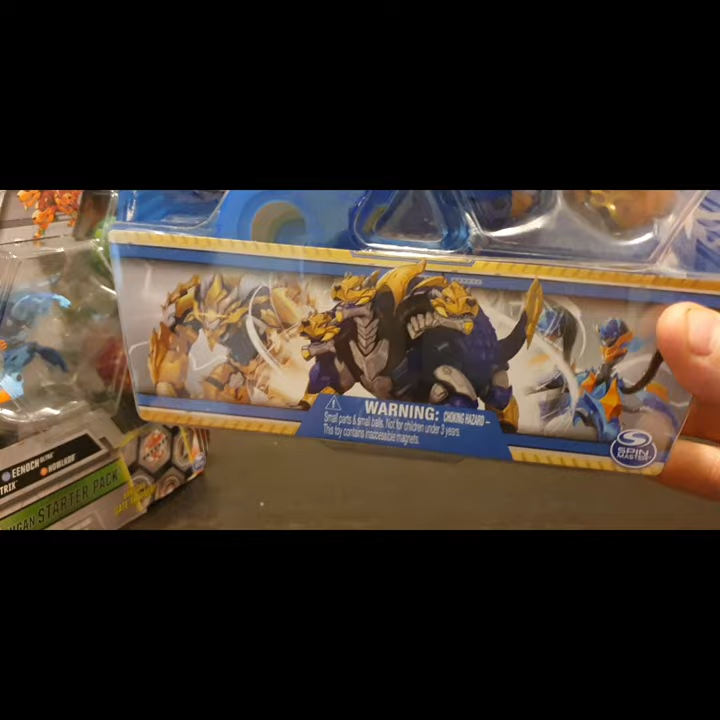 WARNING: CHOKING HAZARD –
Small parts & small balls. Not for children under 3 years.
This toy contains inaccessible magnets.
SPIN
MASTER
EENOCH ULTRA
TRIX
HOWLKOR
GAN STARTER PACK